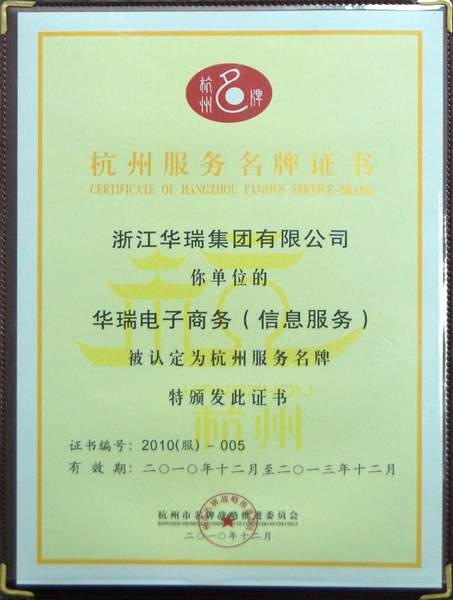 杭州 名 牌
杭州服务名牌证书
CERTIFICATE OF HANGZHOU FAMOUS SERVICE-BRAND
浙江华瑞集团有限公司
你单位的
华瑞电子商务(信息服务)
被认定为杭州服务名牌
特颁发此证书
HANGZHOU
杭州
证书编号: 2010(服)-005
有效期:二〇一〇年十二月至二〇一三年十二月
杭州市名牌战略推进委员会
二〇一〇年十二月